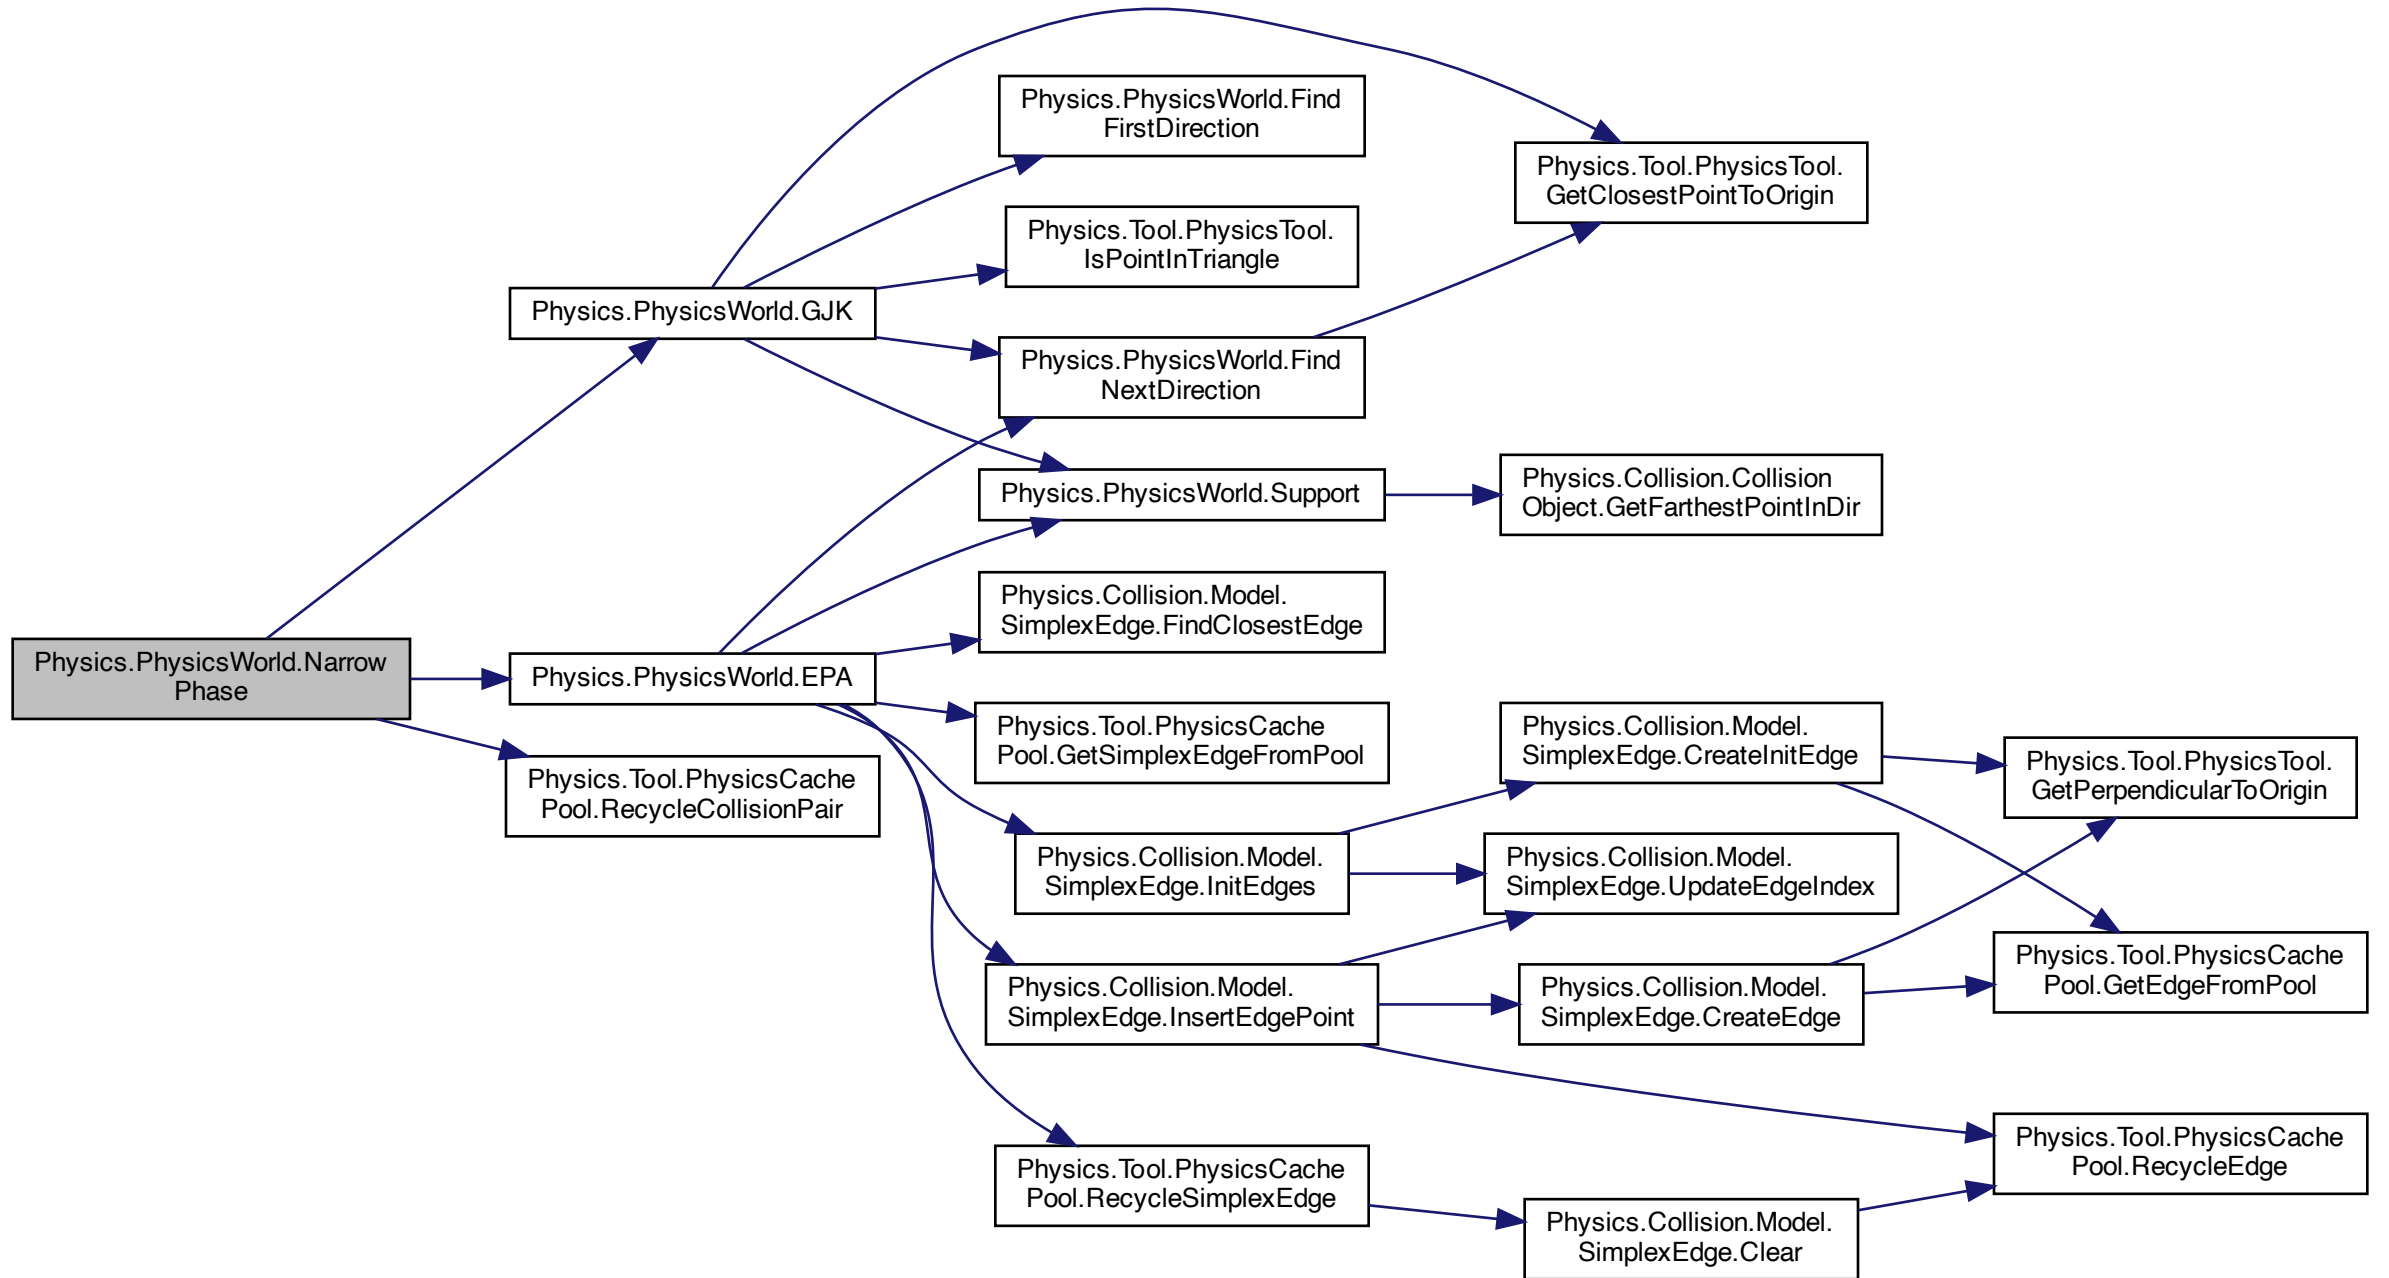 Physics.PhysicsWorld.Narrow
Phase
Physics.PhysicsWorld.GJK
Physics.PhysicsWorld.EPA
Physics.Tool.PhysicsCache
Pool.RecycleCollisionPair
Physics.PhysicsWorld.Find
FirstDirection
Physics.Tool.PhysicsTool.
IsPointInTriangle
Physics.PhysicsWorld.Find
NextDirection
Physics.PhysicsWorld.Support
Physics.Collision.Model.
SimplexEdge.FindClosestEdge
Physics.Tool.PhysicsCache
Pool.GetSimplexEdgeFromPool
Physics.Collision.Model.
SimplexEdge.InitEdges
Physics.Collision.Model.
SimplexEdge.InsertEdgePoint
Physics.Tool.PhysicsCache
Pool.RecycleSimplexEdge
Physics.Tool.PhysicsTool.
GetClosestPointToOrigin
Physics.Collision.Collision
Object.GetFarthestPointInDir
Physics.Collision.Model.
SimplexEdge.CreateInitEdge
Physics.Collision.Model.
SimplexEdge.UpdateEdgeIndex
Physics.Collision.Model.
SimplexEdge.CreateEdge
Physics.Collision.Model.
SimplexEdge.Clear
Physics.Tool.PhysicsTool.
GetPerpendicularToOrigin
Physics.Tool.PhysicsCache
Pool.GetEdgeFromPool
Physics.Tool.PhysicsCache
Pool.RecycleEdge